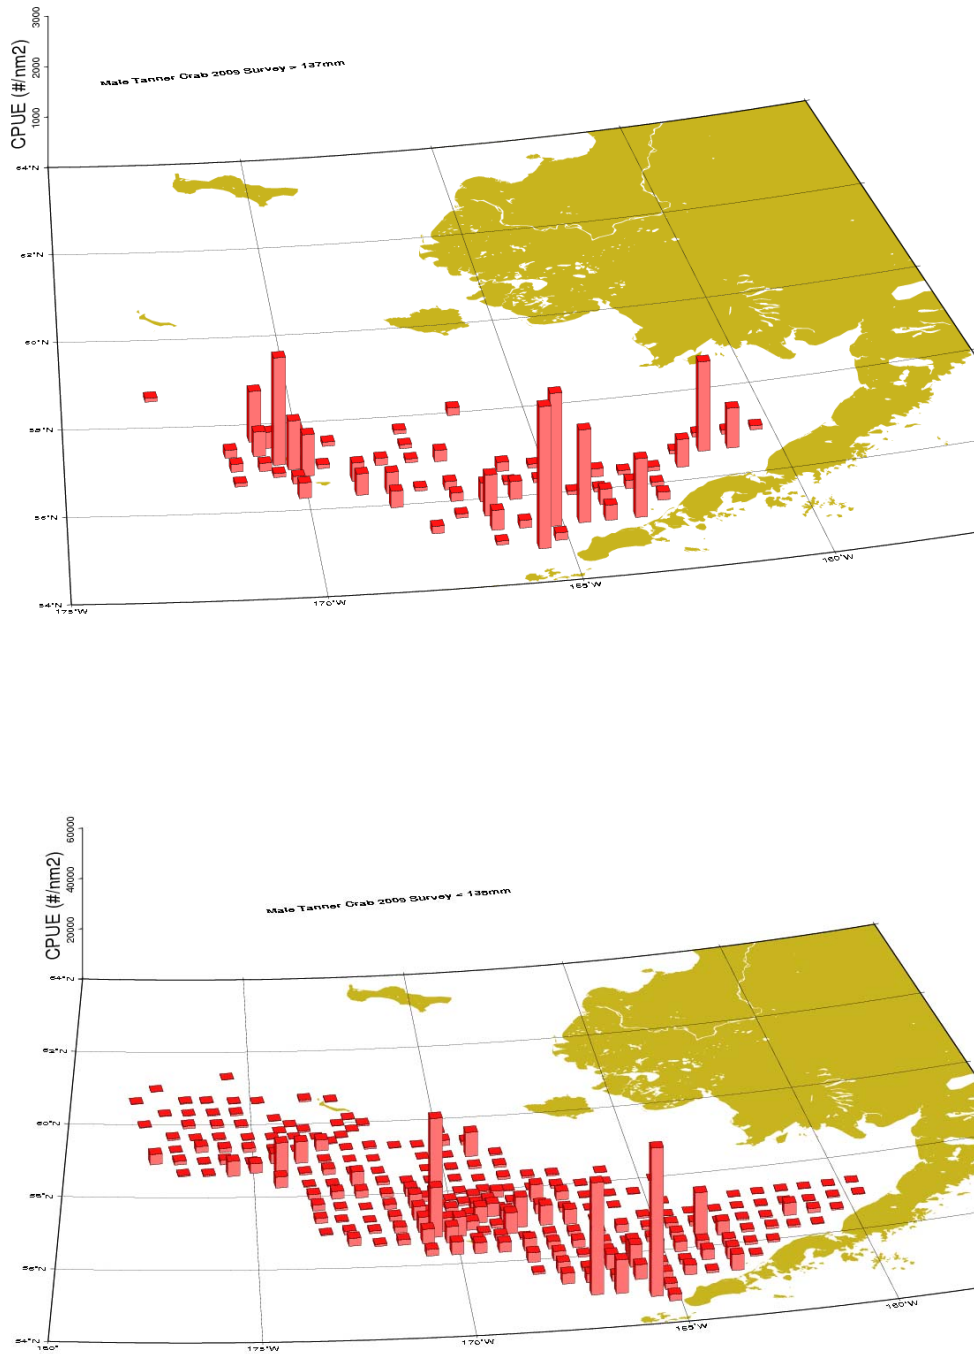 3000
2000
1000
CPUE (#/nm2)
Male Tanner Crab 2009 Survey > 137mm
64°N
62°N
60°N
58°N
56°N
54°N
175°W
170°W
165°W
160°W
60000
40000
20000
CPUE (#/nm2)
Male Tanner Crab 2009 Survey < 138mm
64°N
62°N
60°N
58°N
56°N
54°N
180°
175°W
170°W
165°W
160°W